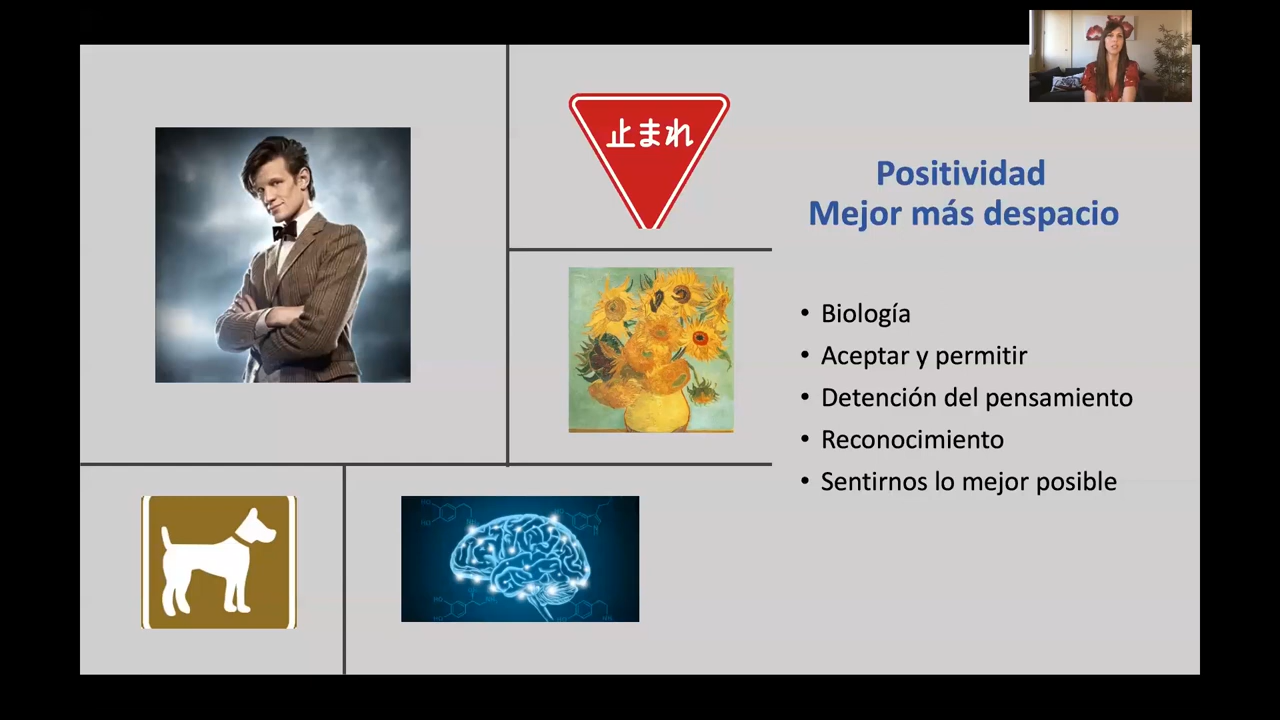 止まれ
Positividad
Mejor más despacio
• Biología
• Aceptar y permitir
• Detención del pensamiento
• Reconocimiento
• Sentirnos lo mejor posible